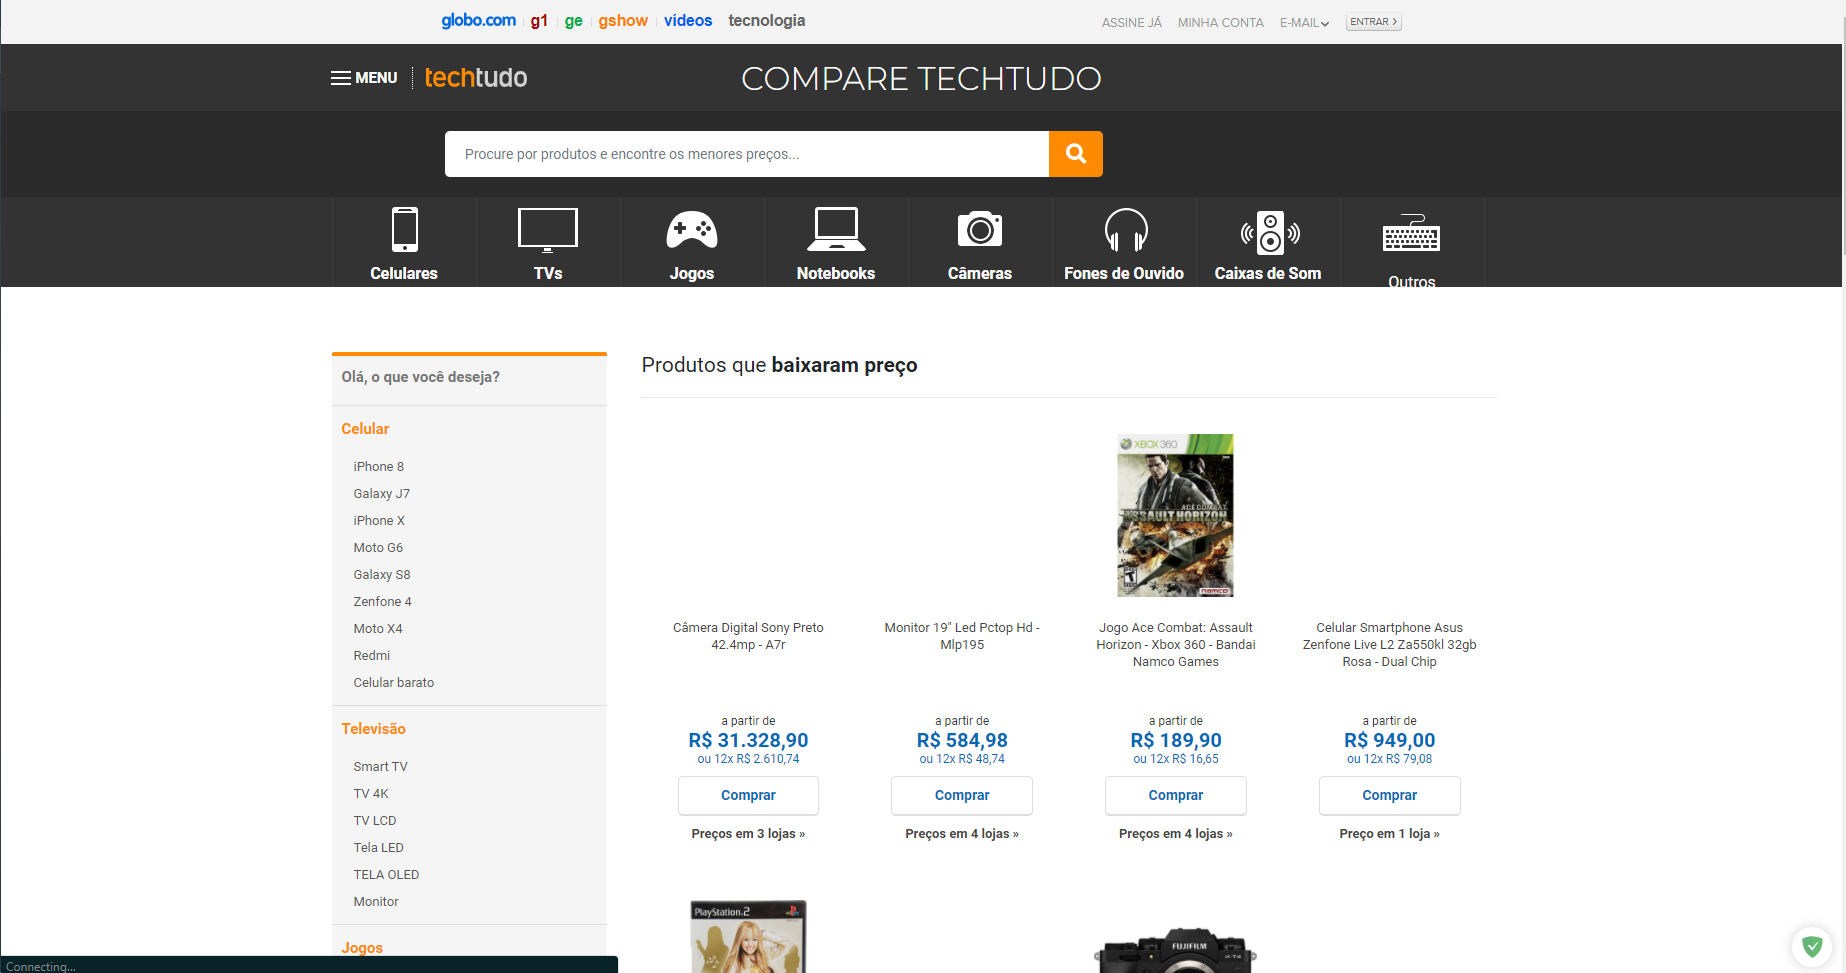 globo.com g1 ge gshow vídeos tecnologia
ASSINE JÁ MINHA CONTA E-MAIL ENTRAR
MENU techtudo COMPARE TECHTUDO
Procure por produtos e encontre os menores preços...
Celulares TVs Jogos Notebooks Câmeras Fones de Ouvido Caixas de Som Outros
Olá, o que você deseja?
Celular
iPhone 8
Galaxy J7
iPhone X
Moto G6
Galaxy S8
Zenfone 4
Moto X4
Redmi
Celular barato
Televisão
Smart TV
TV 4K
TV LCD
Tela LED
TELA OLED
Monitor
Jogos
Produtos que baixaram preço
Câmera Digital Sony Preto
42.4mp - A7r
a partir de
R$ 31.328,90
ou 12x R$ 2.610,74
Comprar
Preços em 3 lojas »
Monitor 19" Led Pctop Hd -
Mlp195
a partir de
R$ 584,98
ou 12x R$ 48,74
Comprar
Preços em 4 lojas »
XBOX 360
ACE COMBAT
ASSAULT HORIZON
T
namco
Jogo Ace Combat: Assault
Horizon - Xbox 360 - Bandai
Namco Games
a partir de
R$ 189,90
ou 12x R$ 16,65
Comprar
Preços em 4 lojas »
Celular Smartphone Asus
Zenfone Live L2 Za550kl 32gb
Rosa - Dual Chip
a partir de
R$ 949,00
ou 12x R$ 79,08
Comprar
Preço em 1 loja »
PlayStation.2
FUJIFILM
X-T4
Connecting...